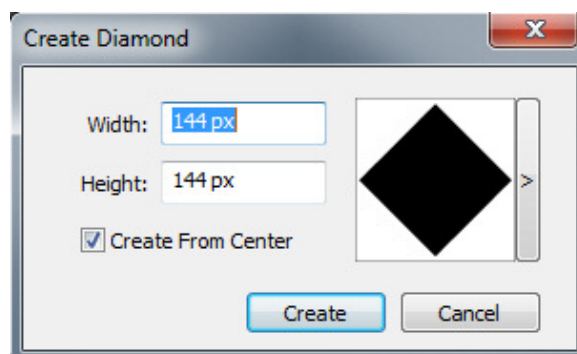 Create Diamond
Width: 144 px
Height: 144 px
Create From Center
>
Create Cancel